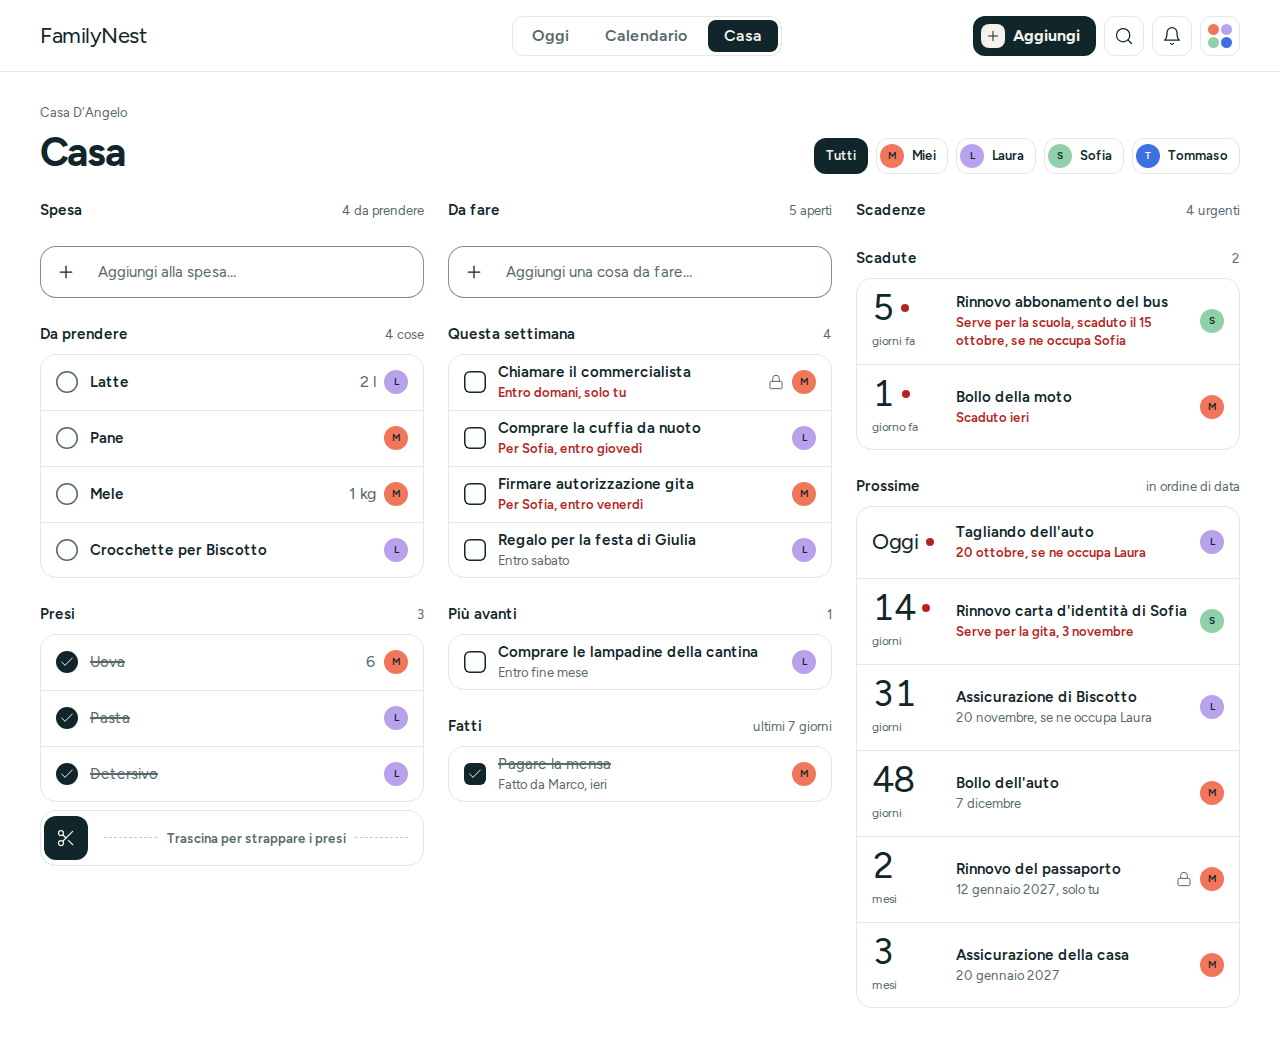 FamilyNest
Oggi
Calendario
Casa
Aggiungi
Casa D'Angelo
Casa
Tutti
M Miei
L Laura
S Sofia
T Tommaso
Spesa
4 da prendere
Aggiungi alla spesa...
Da prendere
4 cose
Latte
2 l
L
Pane
M
Mele
1 kg
M
Crocchette per Biscotto
L
Presi
3
Uova
6
M
Pasta
L
Detersivo
L
Trascina per strappare i presi
Da fare
5 aperti
Aggiungi una cosa da fare...
Questa settimana
4
Chiamare il commercialista
Entro domani, solo tu
M
Comprare la cuffia da nuoto
Per Sofia, entro giovedì
L
Firmare autorizzazione gita
Per Sofia, entro venerdì
M
Regalo per la festa di Giulia
Entro sabato
L
Più avanti
1
Comprare le lampadine della cantina
Entro fine mese
L
Fatti
ultimi 7 giorni
Pagare la mensa
Fatto da Marco, ieri
M
Scadenze
4 urgenti
Scadute
2
5
giorni fa
Rinnovo abbonamento del bus
Serve per la scuola, scaduto il 15
ottobre, se ne occupa Sofia
S
1
giorno fa
Bollo della moto
Scaduto ieri
M
Prossime
in ordine di data
Oggi
Tagliando dell'auto
20 ottobre, se ne occupa Laura
L
14
giorni
Rinnovo carta d'identità di Sofia
Serve per la gita, 3 novembre
S
31
giorni
Assicurazione di Biscotto
20 novembre, se ne occupa Laura
L
48
giorni
Bollo dell'auto
7 dicembre
M
2
mesi
Rinnovo del passaporto
12 gennaio 2027, solo tu
M
3
mesi
Assicurazione della casa
20 gennaio 2027
M